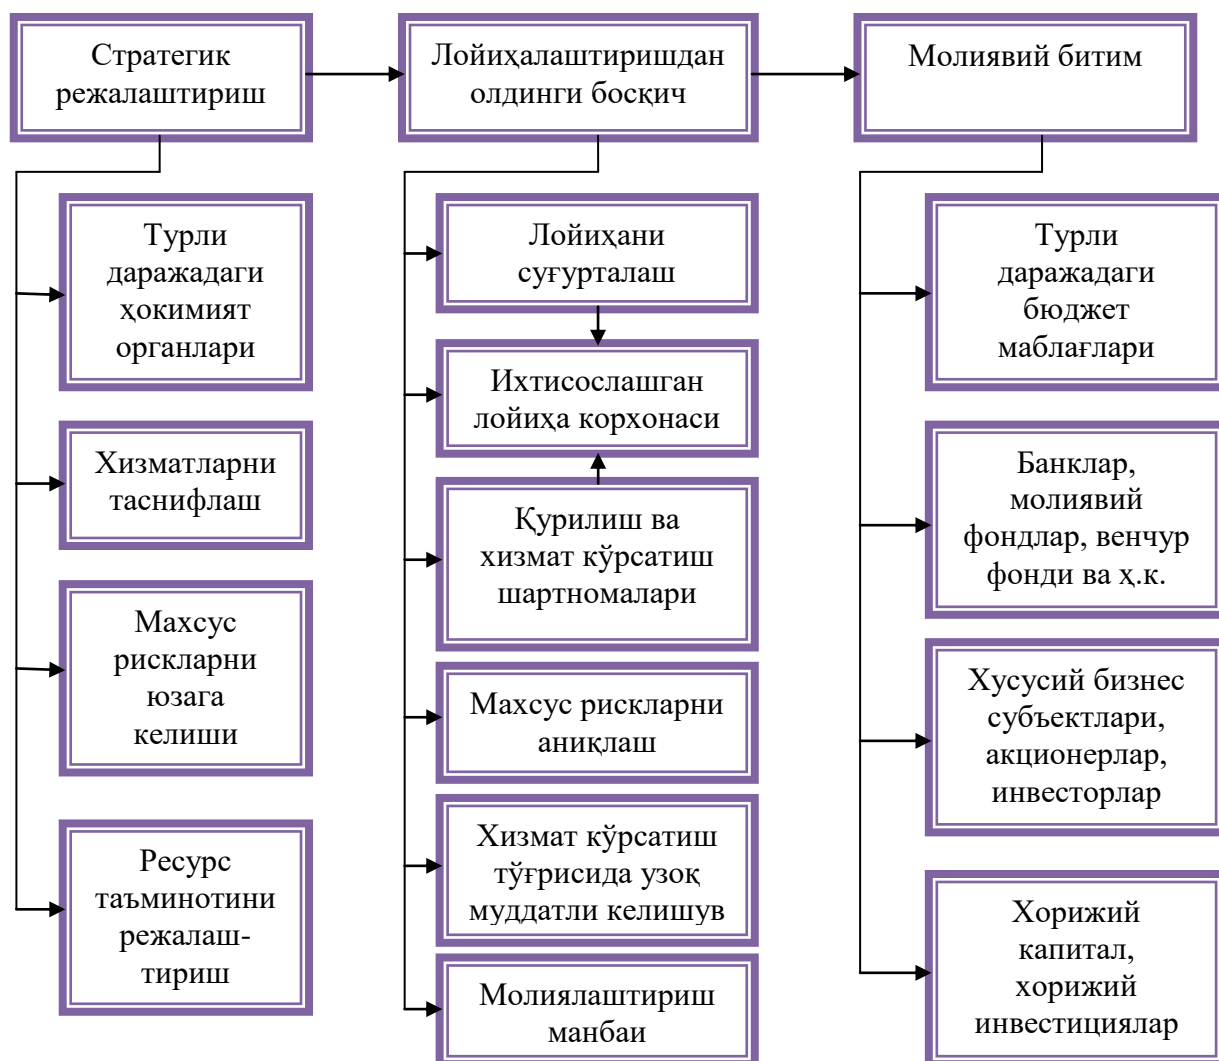 Стратегик
режалаштириш
Лойиҳалаштиришдан
олдинги босқич
Молиявий битим
Турли
даражадаги
ҳокимият
органлари
Хизматларни
таснифлаш
Махсус
рискларни
юзага
келиши
Ресурс
таъминотини
режалаш-
тириш
Лойиҳани
суғурталаш
Ихтисослашган
лойиҳа корхонаси
Қурилиш ва
хизмат кўрсатиш
шартномалари
Махсус рискларни
аниқлаш
Хизмат кўрсатиш
тўғрисида узоқ
муддатли келишув
Молиялаштириш
манбаи
Турли
даражадаги
бюджет
маблағлари
Банклар,
молиявий
фондлар, венчур
фонди ва ҳ.к.
Хусусий бизнес
субъектлари,
акционерлар,
инвесторлар
Хорижий
капитал,
хорижий
инвестициялар